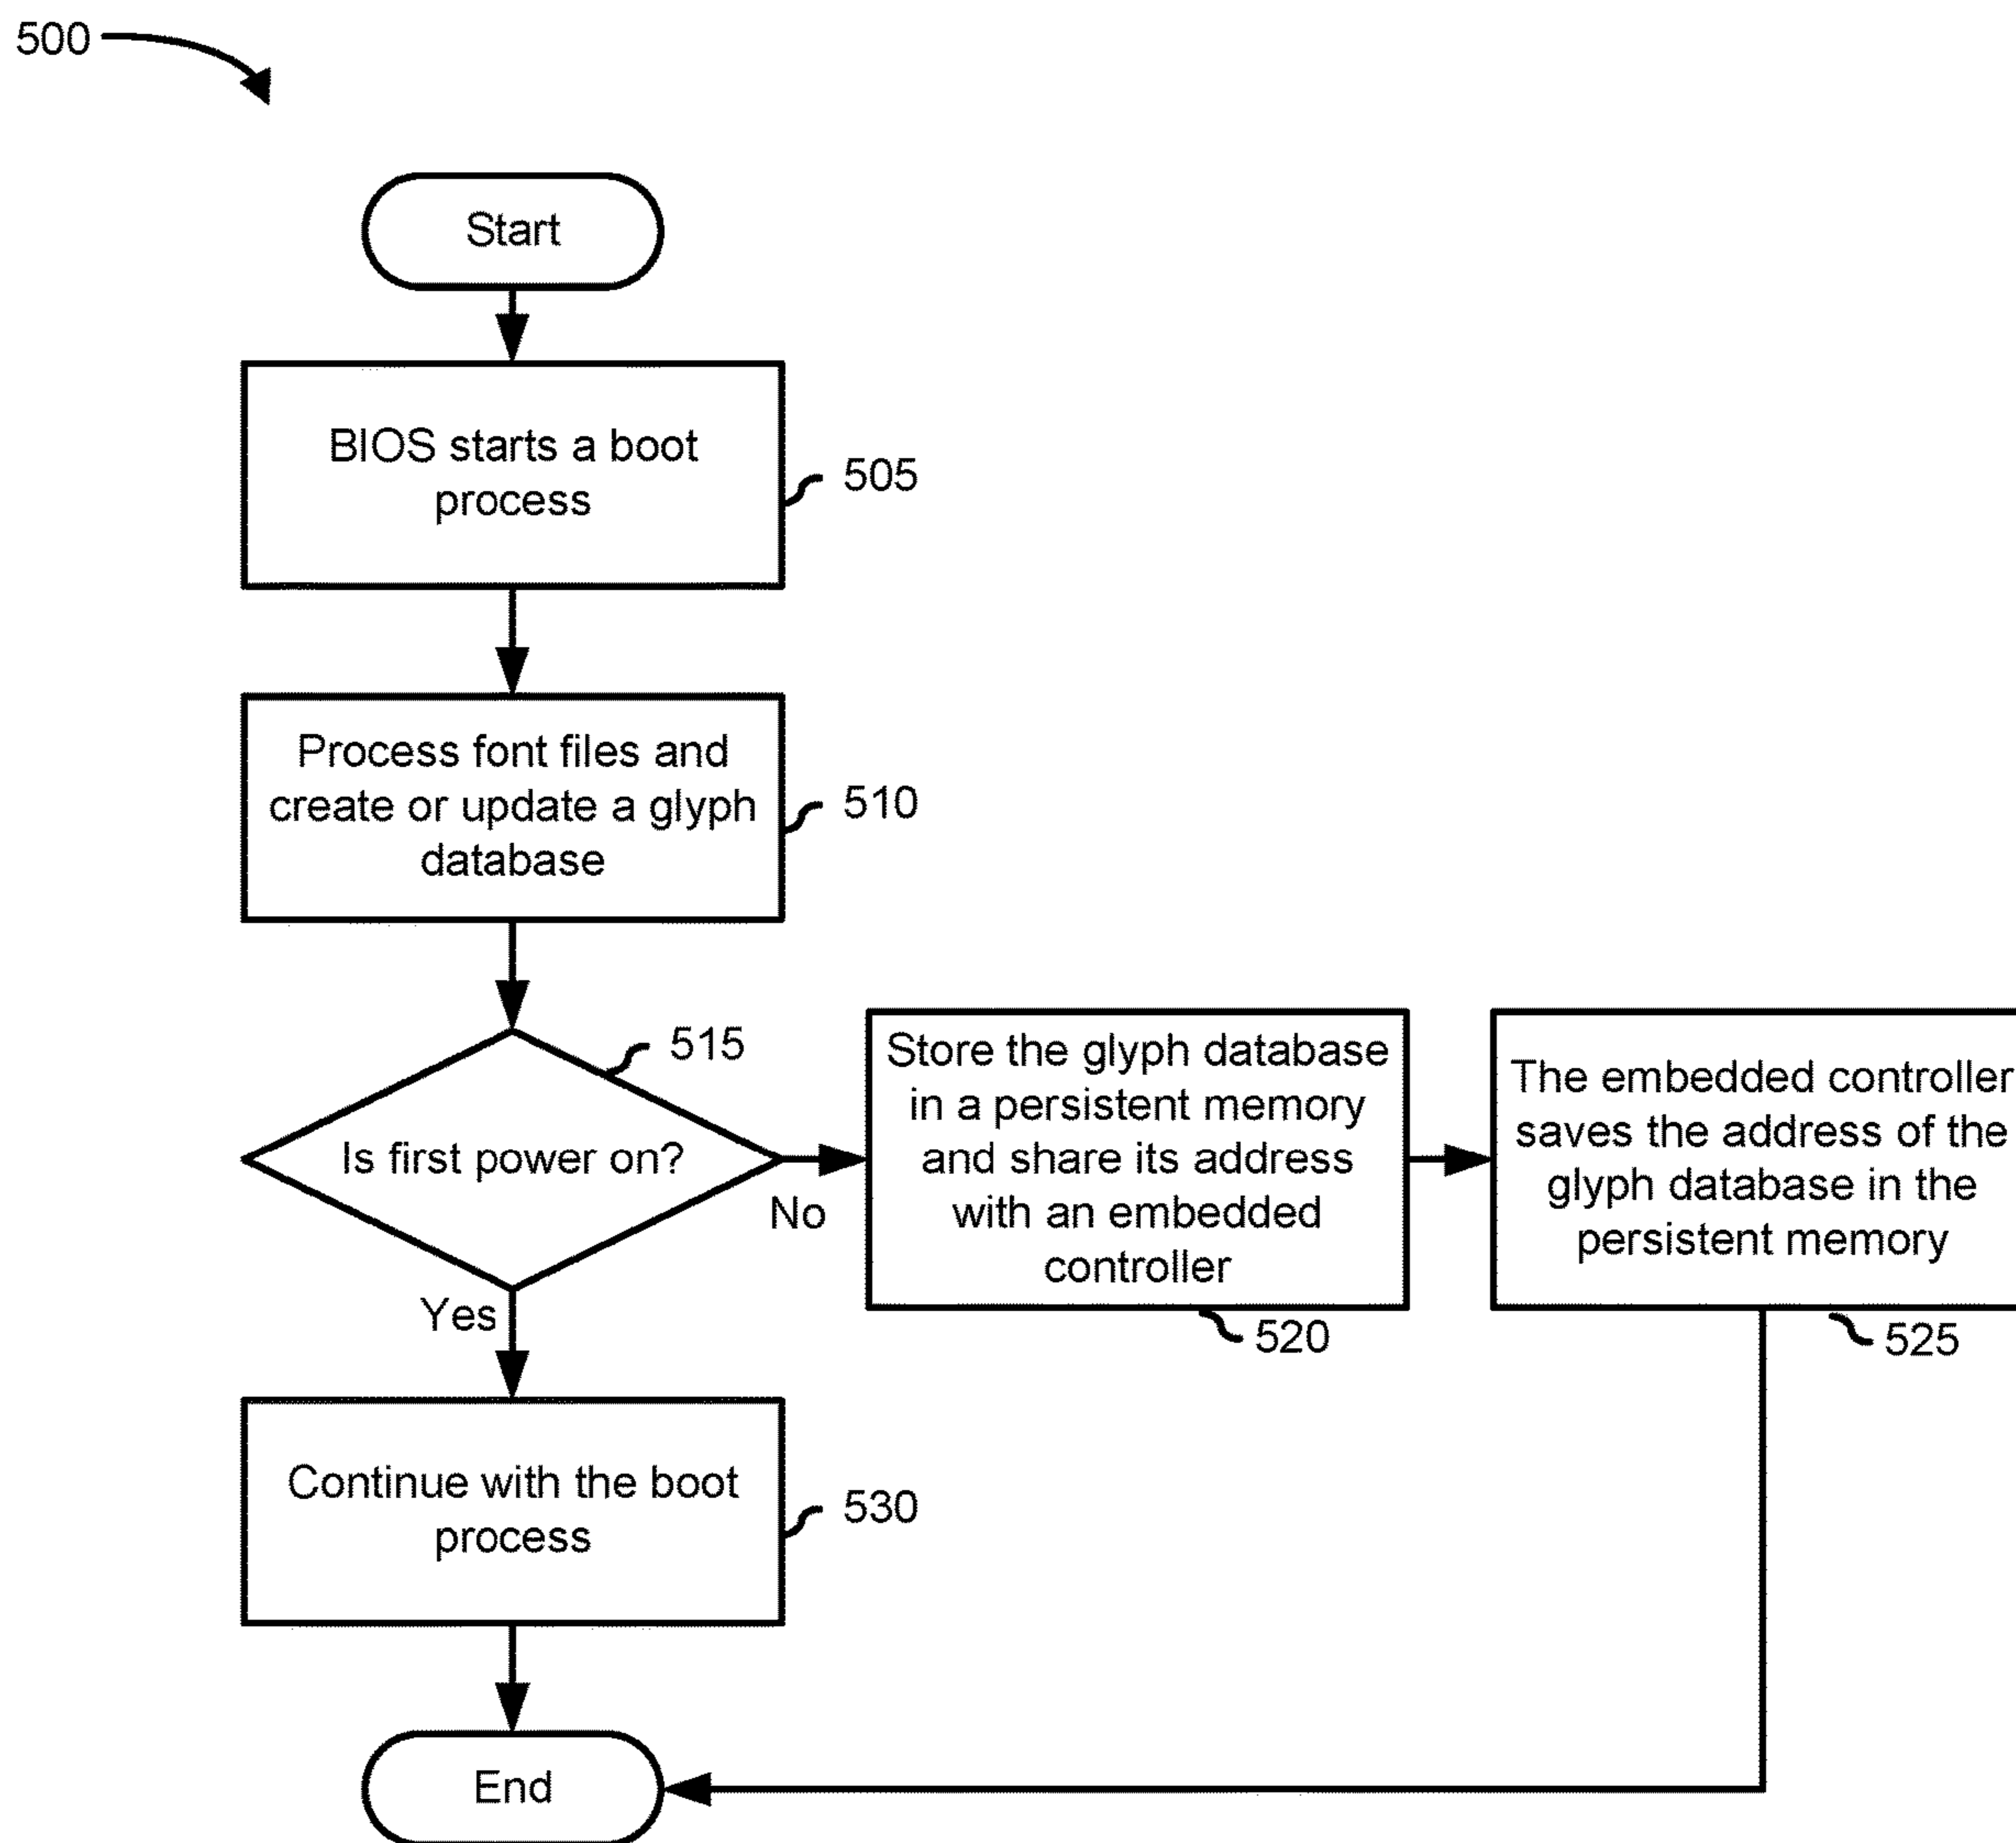 500
Start
BIOS starts a boot
process
505
Process font files and
create or update a glyph
database
510
515
Is first power on?
No
Yes
Store the glyph database
in a persistent memory
and share its address
with an embedded
controller
520
The embedded controller
saves the address of the
glyph database in the
persistent memory
525
Continue with the boot
process
530
End